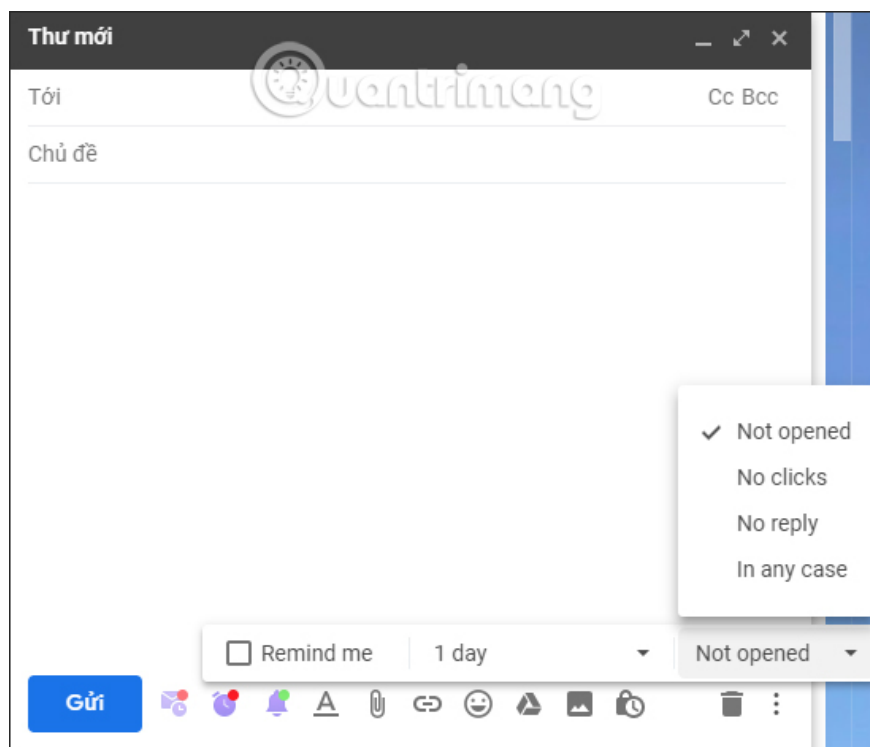 Thư mới
Quantrimang
Tới Cc Bcc
Chủ đề
Not opened
No clicks
No reply
In any case
Remind me 1 day Not opened
Gửi